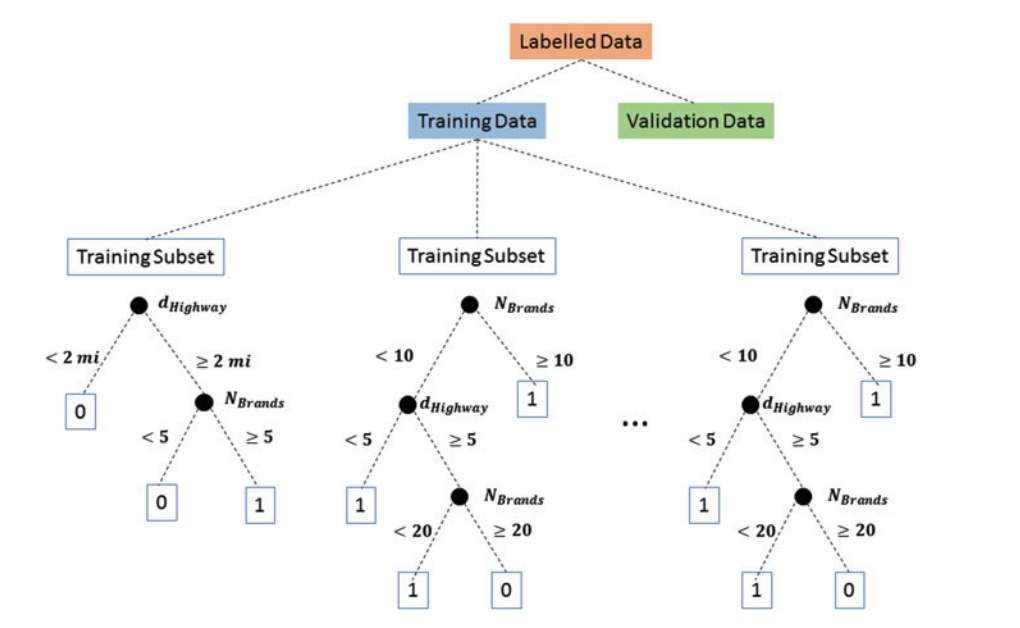 Labelled Data
Training Data
Validation Data
Training Subset
Training Subset
Training Subset
d_Highway
N_Brands
N_Brands
< 2 mi
≥ 2 mi
< 10
≥ 10
< 10
≥ 10
0
N_Brands
d_Highway
1
d_Highway
1
< 5
≥ 5
< 5
≥ 5
...
< 5
≥ 5
0
1
1
N_Brands
1
N_Brands
< 20
≥ 20
< 20
≥ 20
1
0
1
0